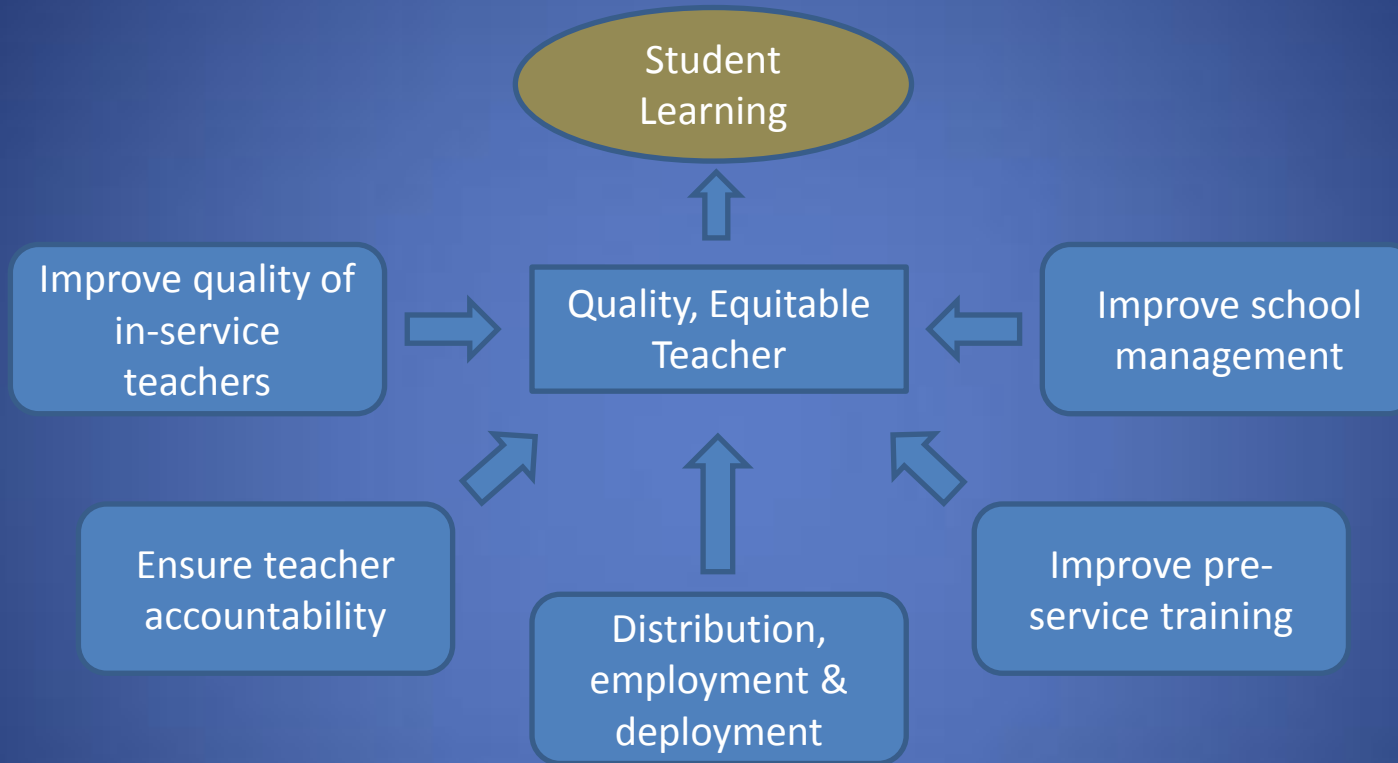 Student
Learning
Improve quality of
in-service
teachers
Quality, Equitable
Teacher
Improve school
management
Ensure teacher
accountability
Distribution,
employment &
deployment
Improve pre-
service training